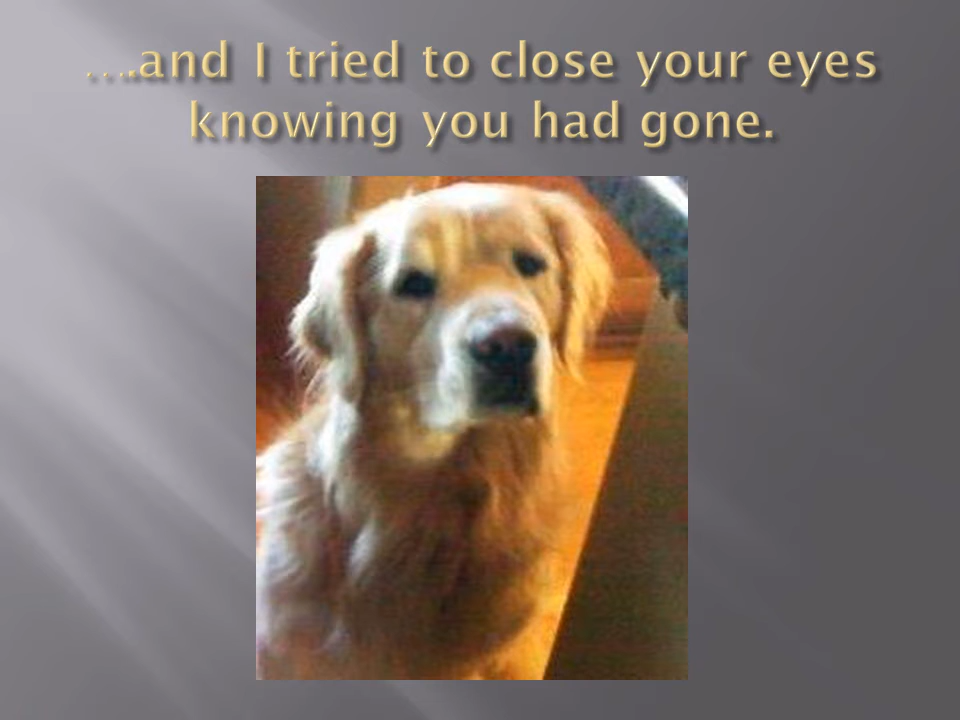 ....and I tried to close your eyes
knowing you had gone.